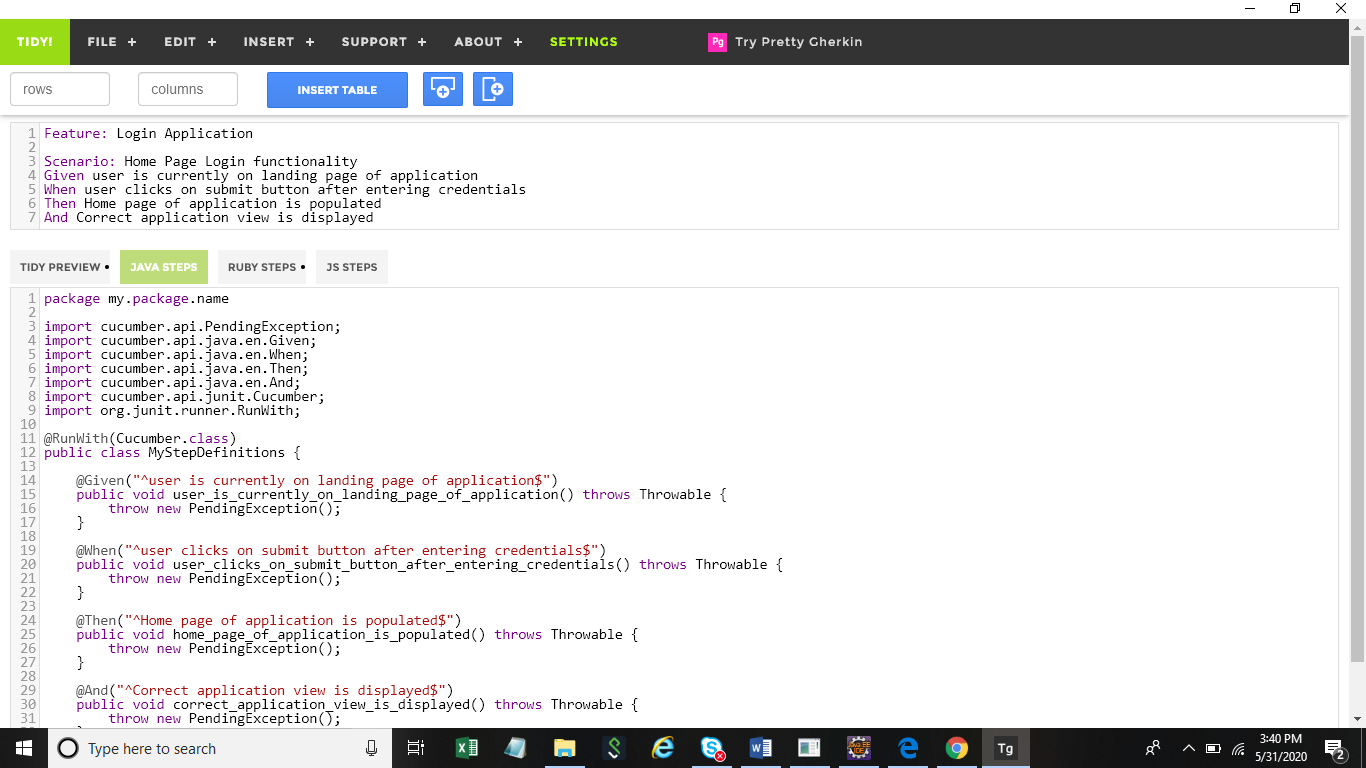 TIDY! FILE + EDIT + INSERT + SUPPORT + ABOUT + SETTINGS Pg Try Pretty Gherkin
rows columns INSERT TABLE
1 Feature: Login Application
2
3 Scenario: Home Page Login functionality
4 Given user is currently on landing page of application
5 When user clicks on submit button after entering credentials
6 Then Home page of application is populated
7 And Correct application view is displayed
TIDY PREVIEW • JAVA STEPS RUBY STEPS • JS STEPS
1 package my.package.name
2
3 import cucumber.api.PendingException;
4 import cucumber.api.java.en.Given;
5 import cucumber.api.java.en.When;
6 import cucumber.api.java.en.Then;
7 import cucumber.api.java.en.And;
8 import cucumber.api.junit.Cucumber;
9 import org.junit.runner.RunWith;
10
11 @RunWith(Cucumber.class)
12 public class MyStepDefinitions {
13
14 @Given("^user is currently on landing page of application$")
15 public void user_is_currently_on_landing_page_of_application() throws Throwable {
16 throw new PendingException();
17 }
18
19 @When("^user clicks on submit button after entering credentials$")
20 public void user_clicks_on_submit_button_after_entering_credentials() throws Throwable {
21 throw new PendingException();
22 }
23
24 @Then("^Home page of application is populated$")
25 public void home_page_of_application_is_populated() throws Throwable {
26 throw new PendingException();
27 }
28
29 @And("^Correct application view is displayed$")
30 public void correct_application_view_is_displayed() throws Throwable {
31 throw new PendingException();
Type here to search Tg 3:40 PM
5/31/2020 2